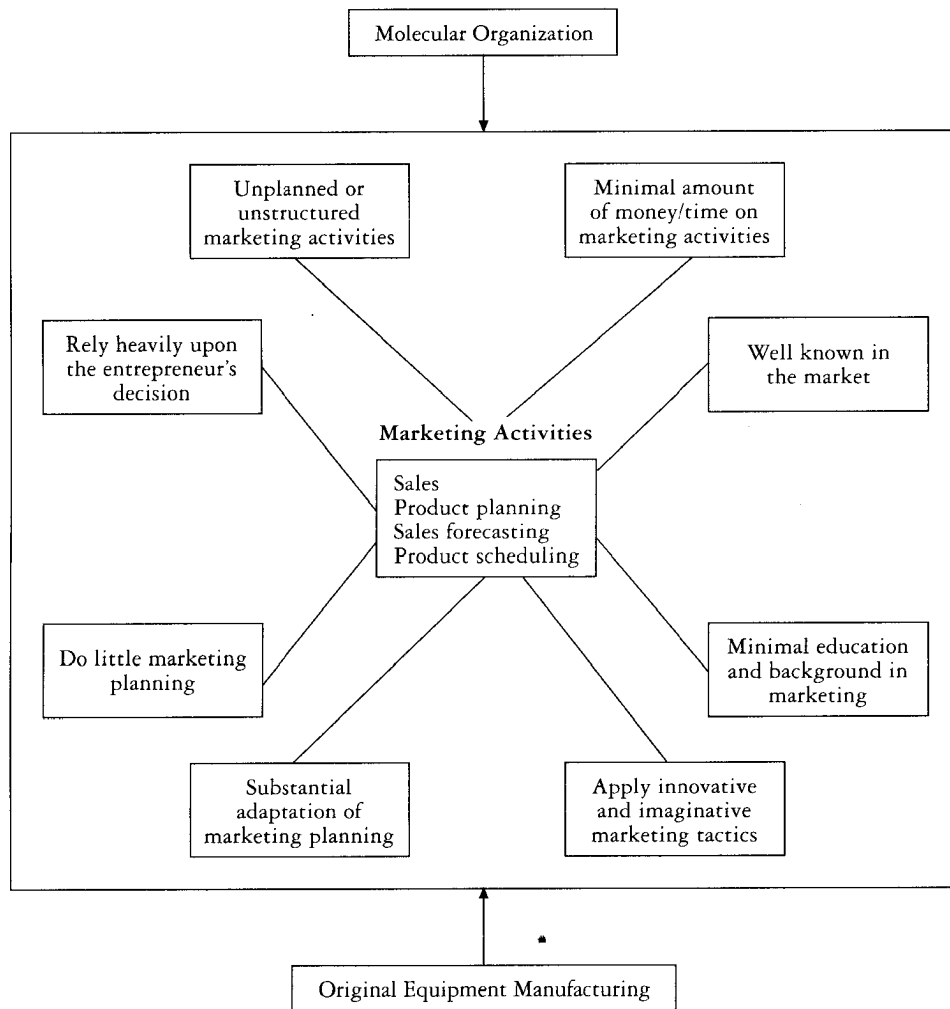 Molecular Organization
Unplanned or
unstructured
marketing activities
Minimal amount
of money/time on
marketing activities
Rely heavily upon
the entrepreneur's
decision
Well known in
the market
Marketing Activities
Sales
Product planning
Sales forecasting
Product scheduling
Do little marketing
planning
Minimal education
and background in
marketing
Substantial
adaptation of
marketing planning
Apply innovative
and imaginative
marketing tactics
Original Equipment Manufacturing